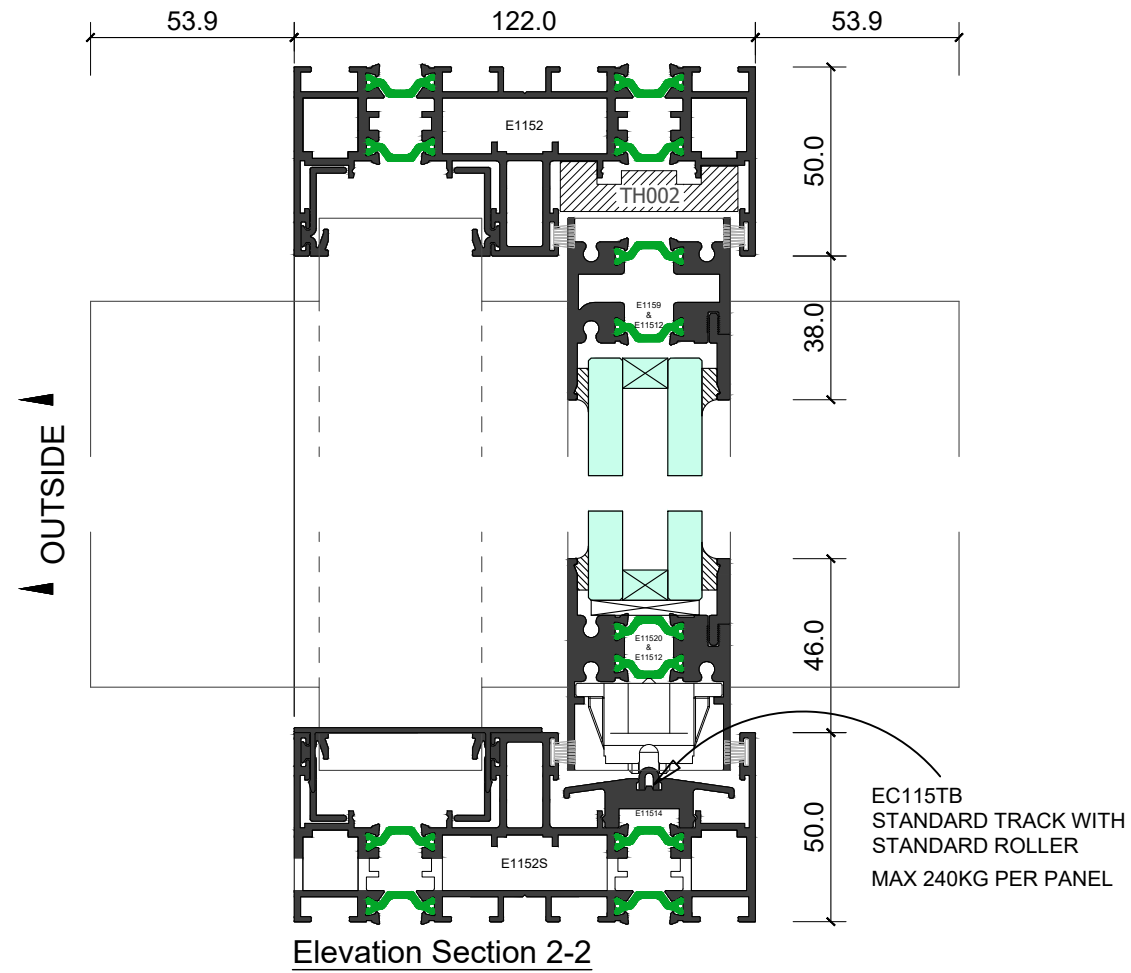 53.9
122.0
53.9
E1152
50.0
TH002
E1159
&
E11512
38.0
OUTSIDE
E11520
&
E11512
46.0
EC115TB
STANDARD TRACK WITH
STANDARD ROLLER
MAX 240KG PER PANEL
E11514
50.0
E1152S
Elevation Section 2-2